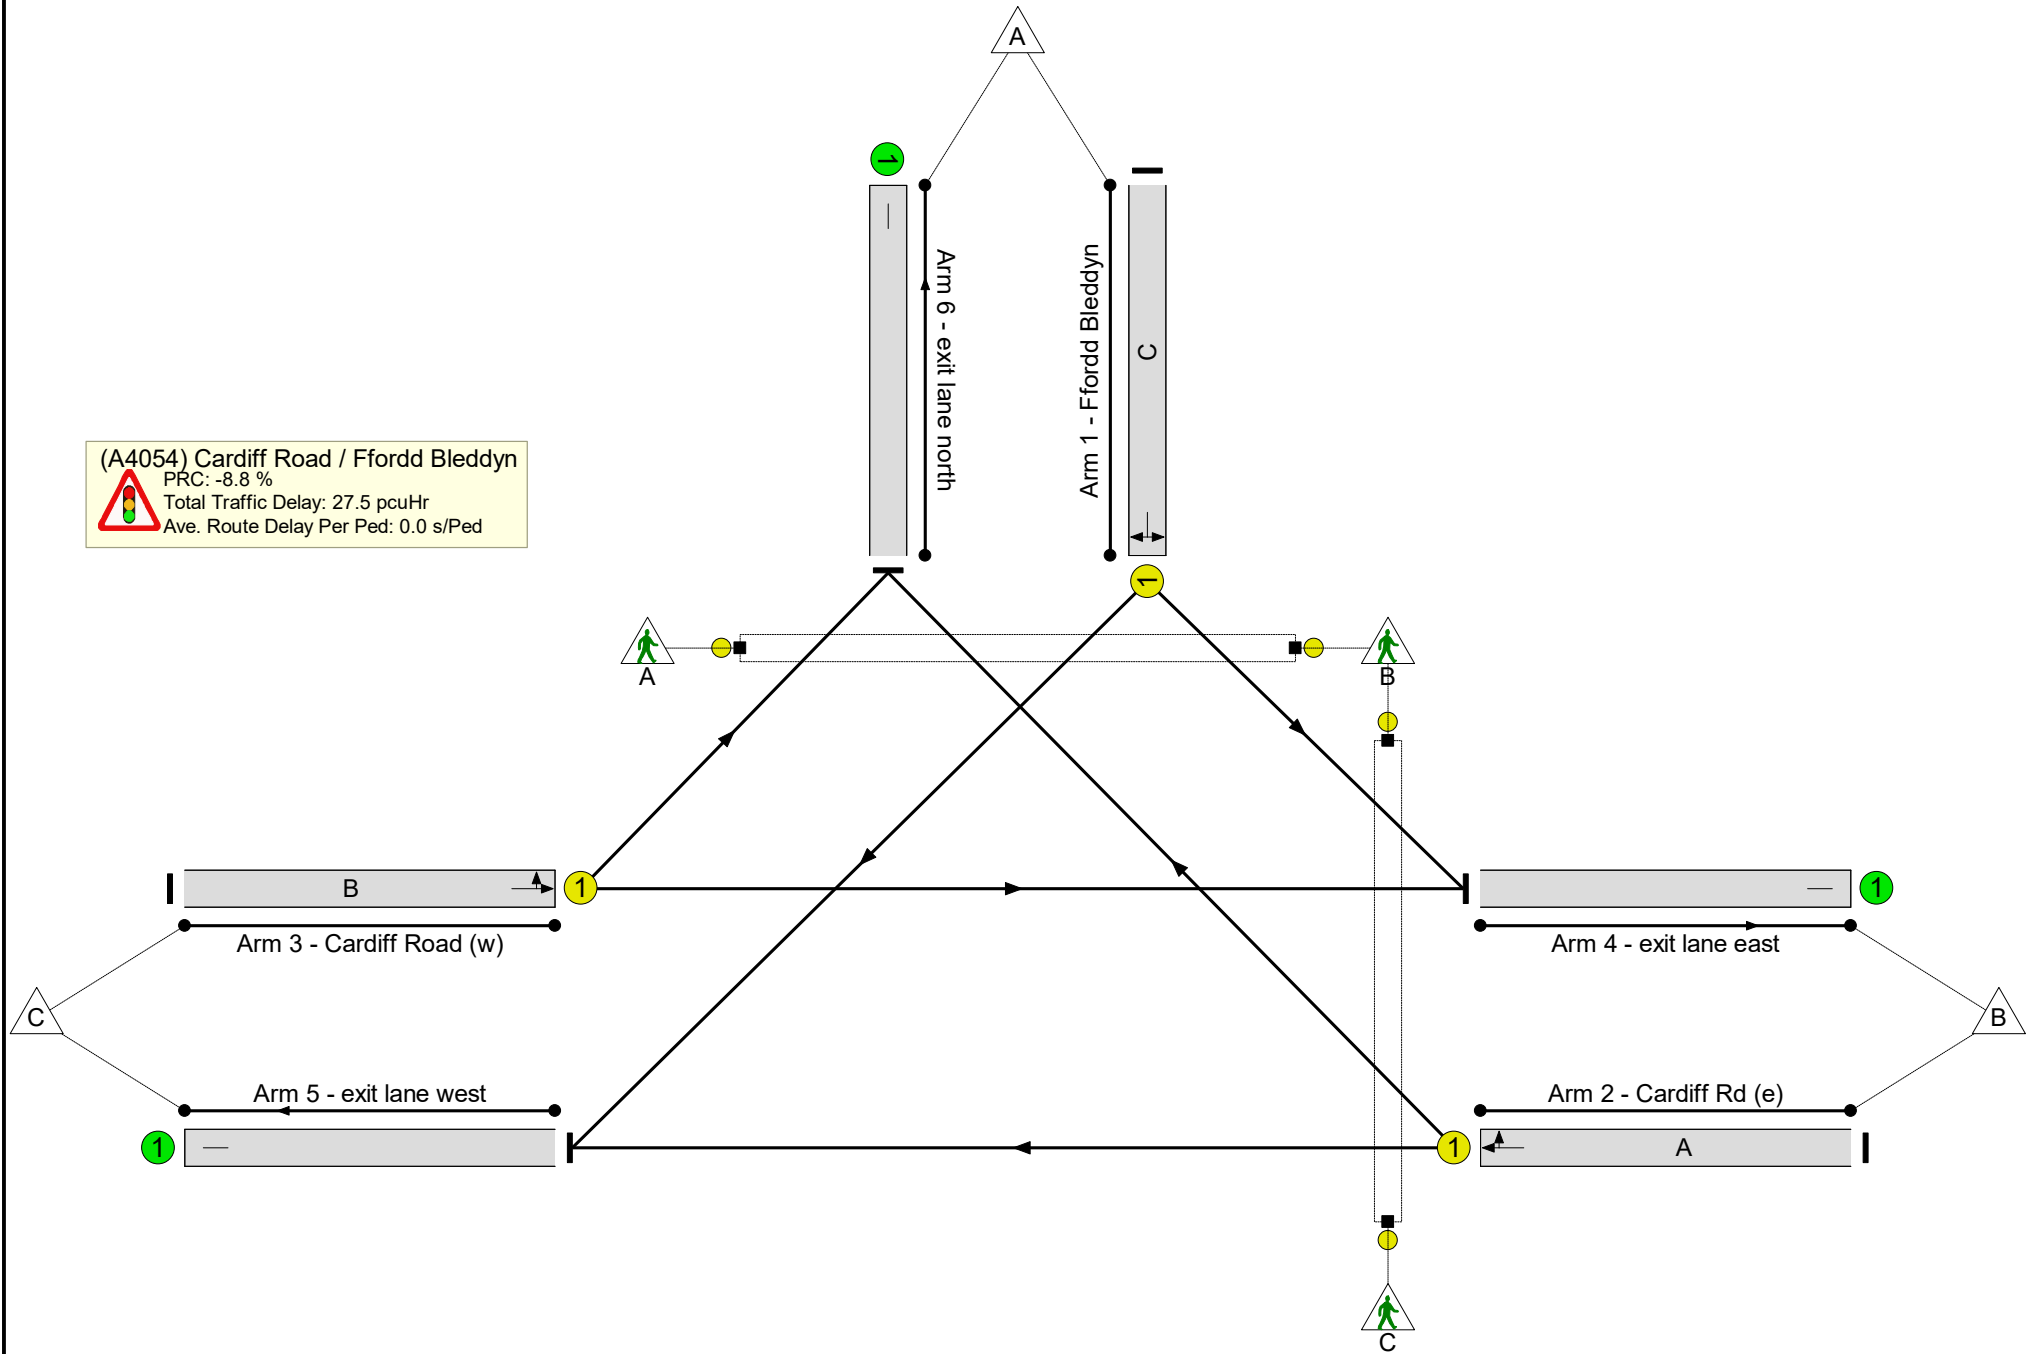 A
1
Arm 6 - exit lane north
Arm 1 - Ffordd Bleddyn
C
(A4054) Cardiff Road / Ffordd Bleddyn
PRC: -8.8 %
Total Traffic Delay: 27.5 pcuHr
Ave. Route Delay Per Ped: 0.0 s/Ped
1
A
B
B
1
1
Arm 3 - Cardiff Road (w)
Arm 4 - exit lane east
C
B
Arm 5 - exit lane west
Arm 2 - Cardiff Rd (e)
1
1
A
C